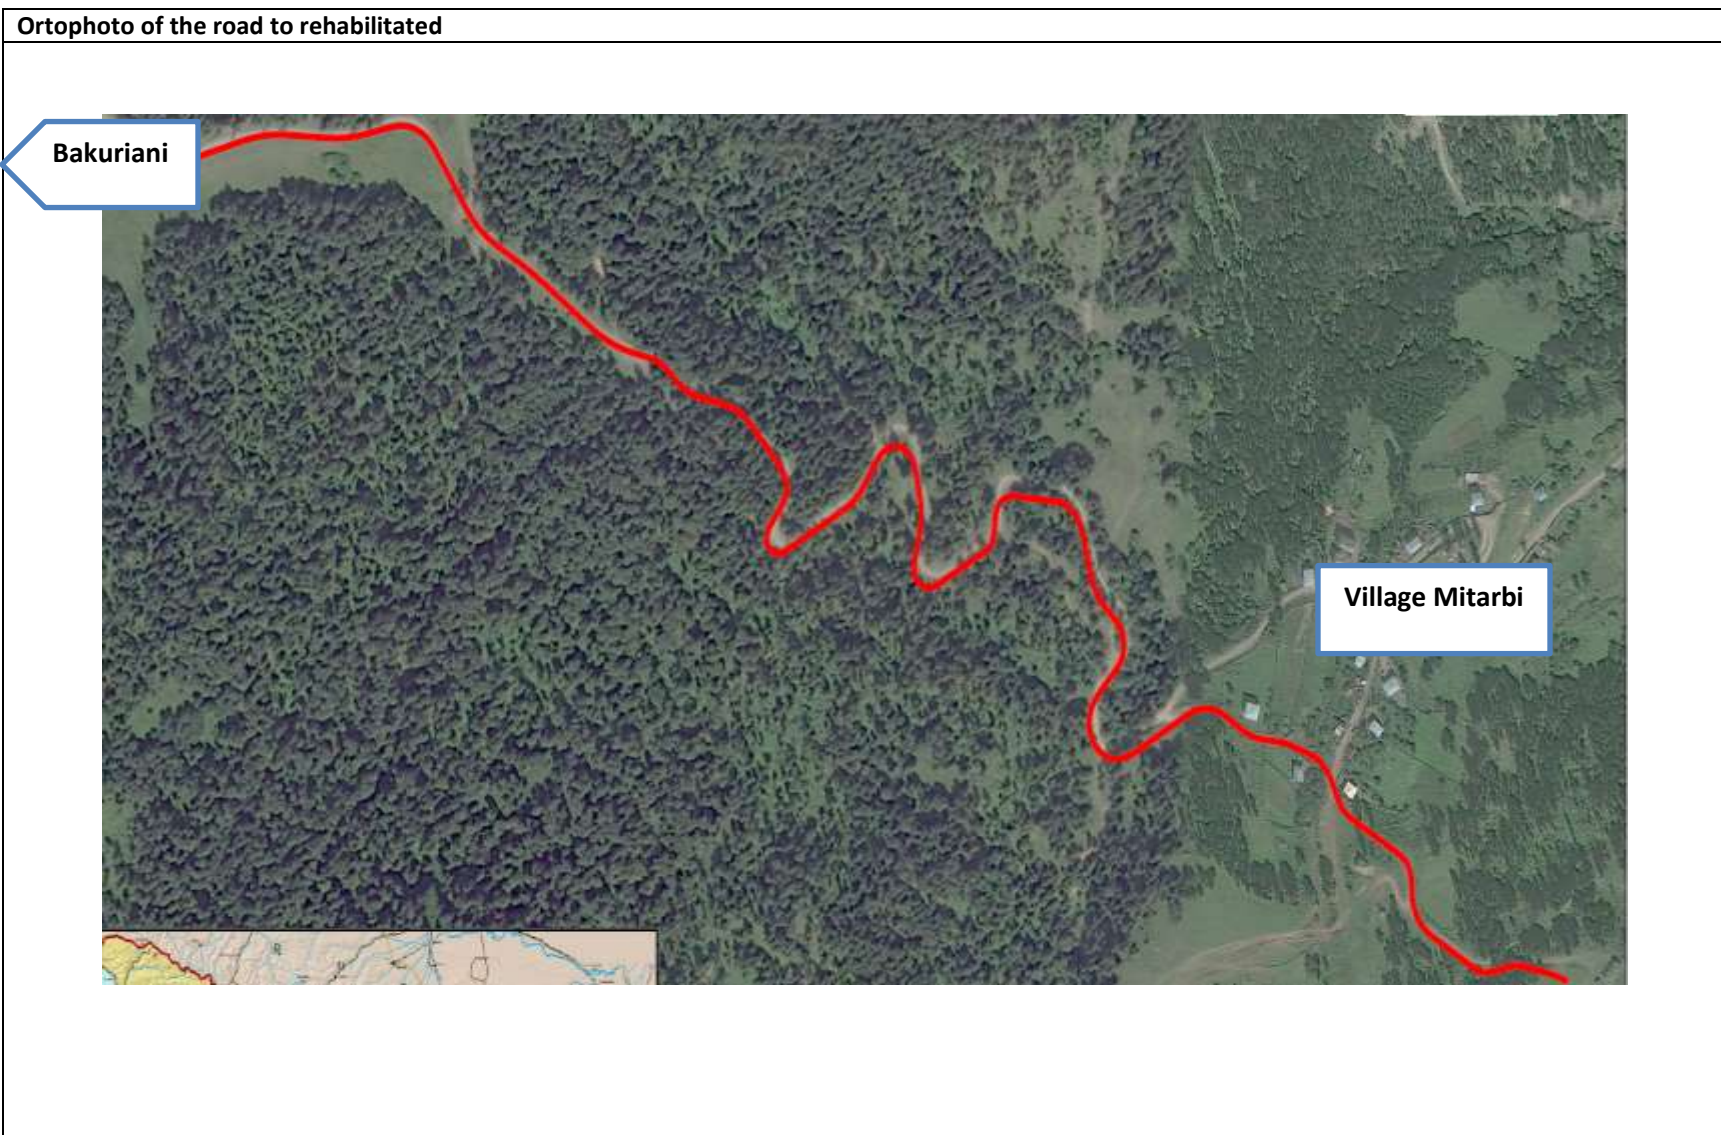 Ortophoto of the road to rehabilitated
Bakuriani
Village Mitarbi